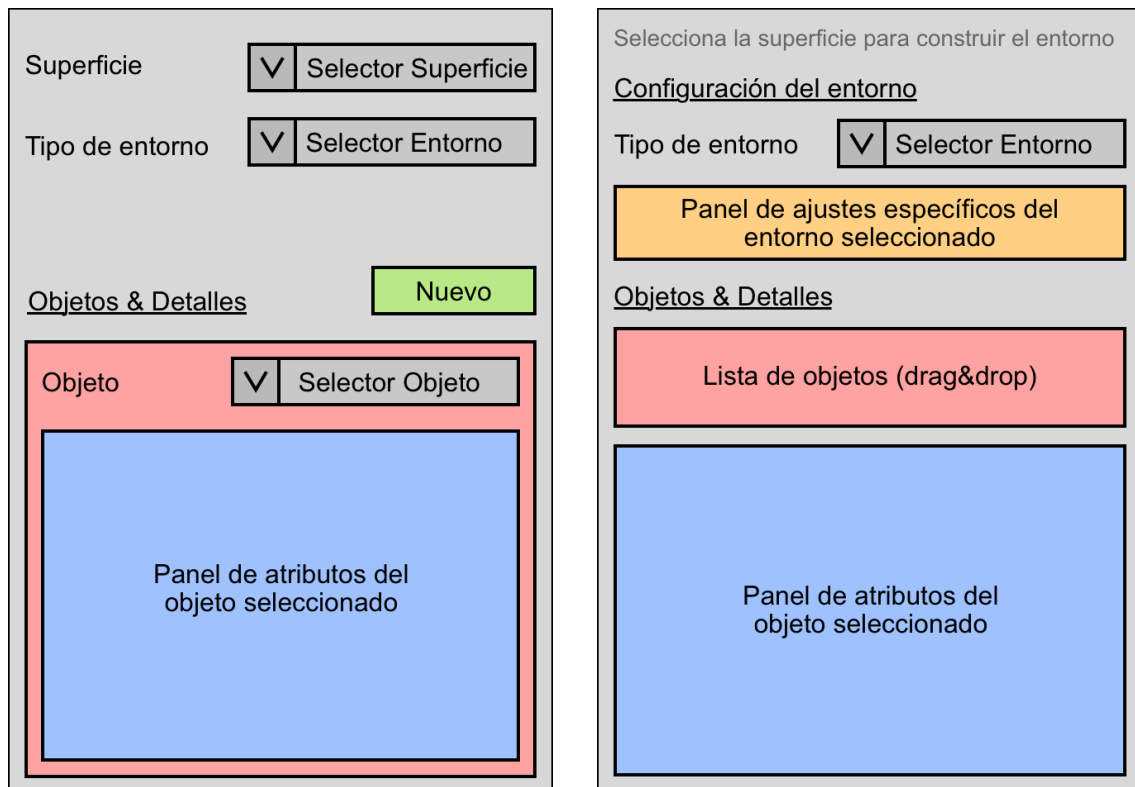 Superficie
Selector Superficie
Tipo de entorno
Selector Entorno
Objetos & Detalles
Nuevo
Objeto
Selector Objeto
Panel de atributos del
objeto seleccionado
Selecciona la superficie para construir el entorno
Configuración del entorno
Tipo de entorno
Selector Entorno
Panel de ajustes específicos del
entorno seleccionado
Objetos & Detalles
Lista de objetos (drag&drop)
Panel de atributos del
objeto seleccionado